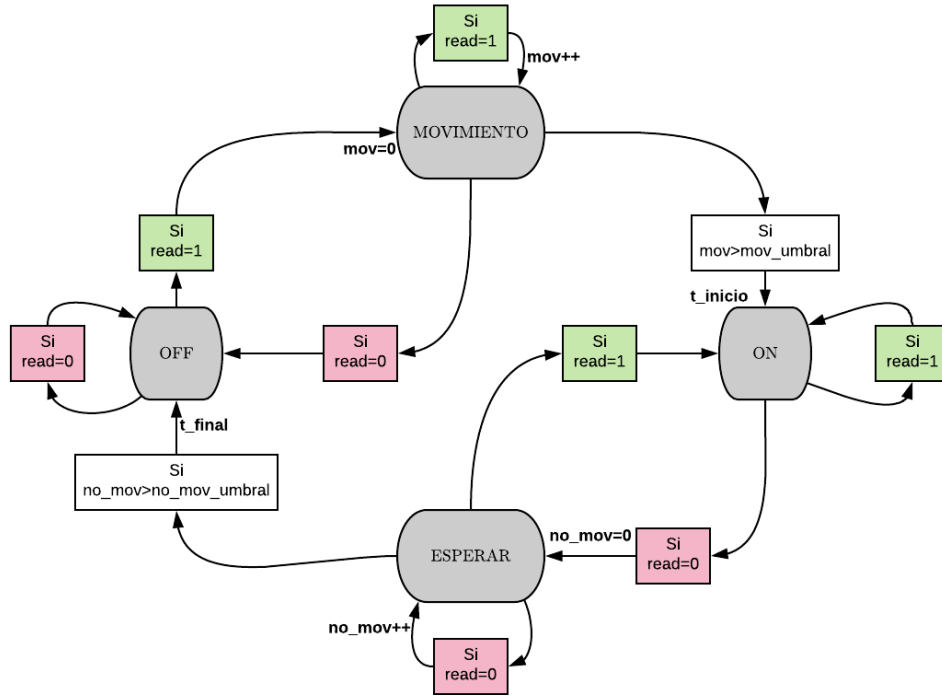 Si
read=1
mov++
MOVIMIENTO
mov=0
Si
read=1
Si
mov>mov_umbral
t_inicio
Si
read=0
OFF
Si
read=0
Si
read=1
ON
Si
read=1
t_final
Si
no_mov>no_mov_umbral
ESPERAR
no_mov=0
Si
read=0
no_mov++
Si
read=0